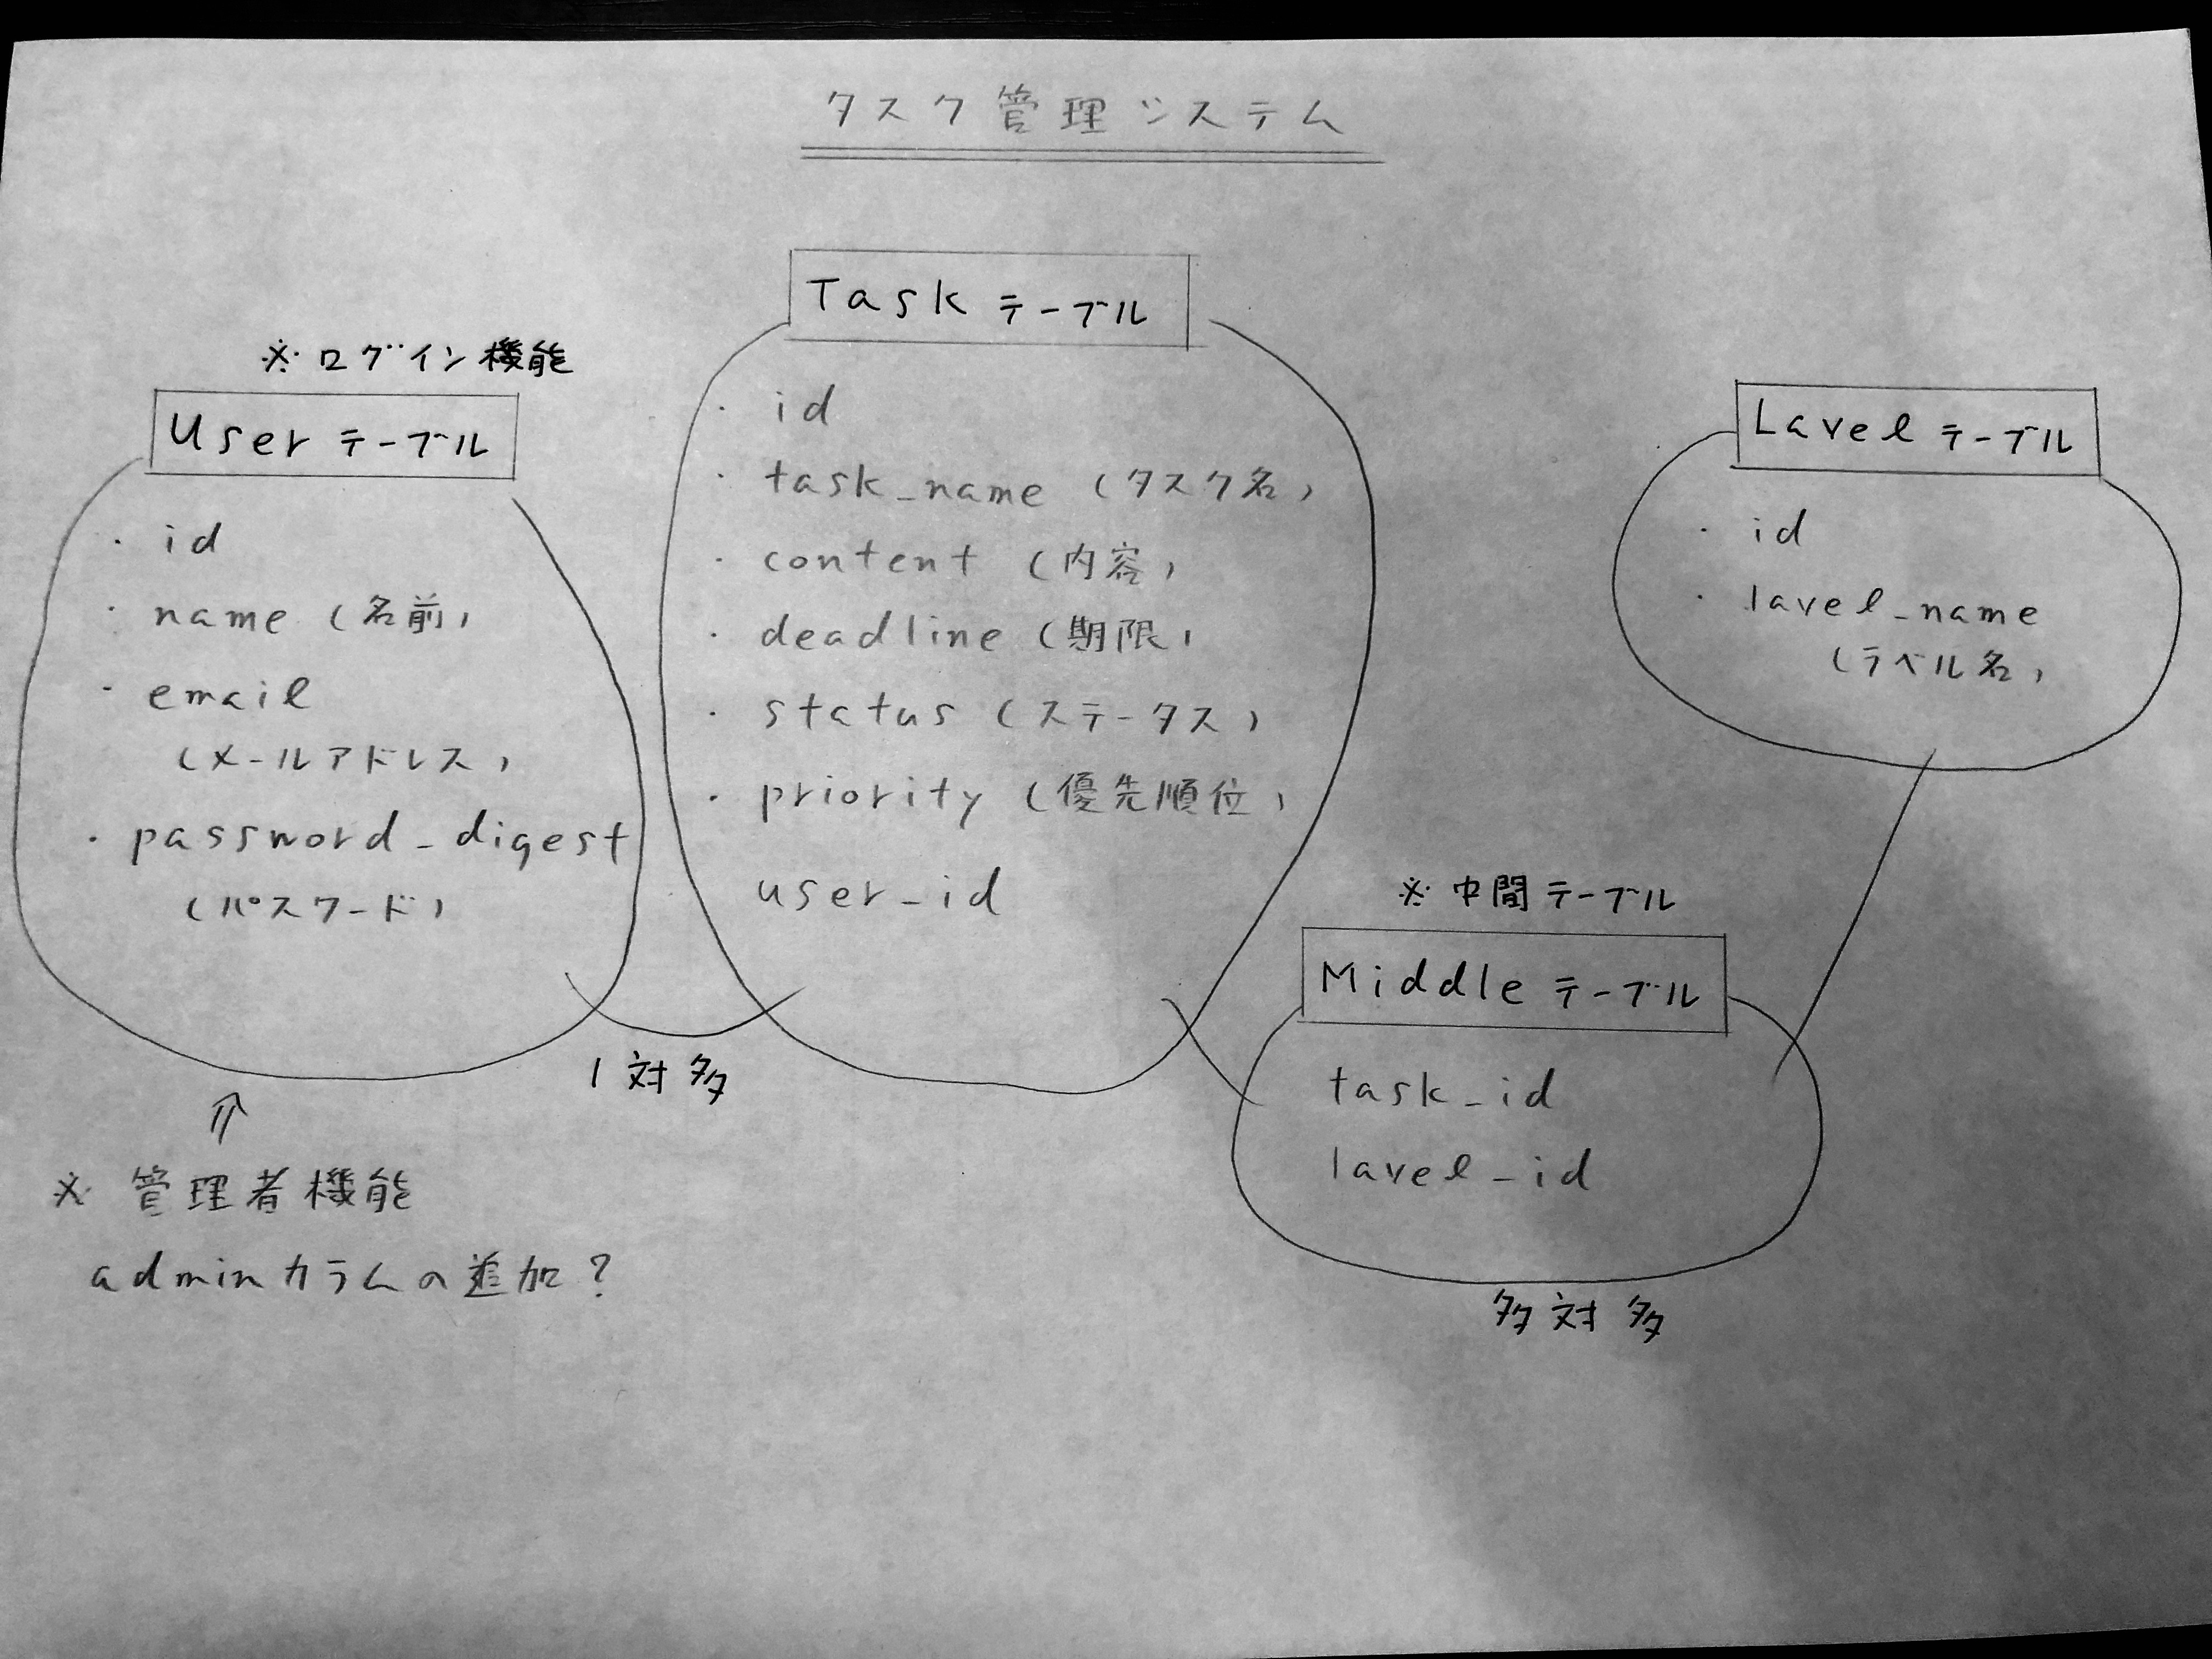 タスク管理システム
※ログイン機能
Userテーブル
・id
・name (名前)
・email
(メールアドレス)
・password_digest
(パスワード)
1対多
※管理者機能
adminカラムの追加?
Taskテーブル
・id
・task_name (タスク名)
・content (内容)
・deadline (期限)
・status (ステータス)
・priority (優先順位)
user_id
Lavelテーブル
・id
・lavel_name
(ラベル名)
※中間テーブル
Middleテーブル
task_id
lavel_id
多対多